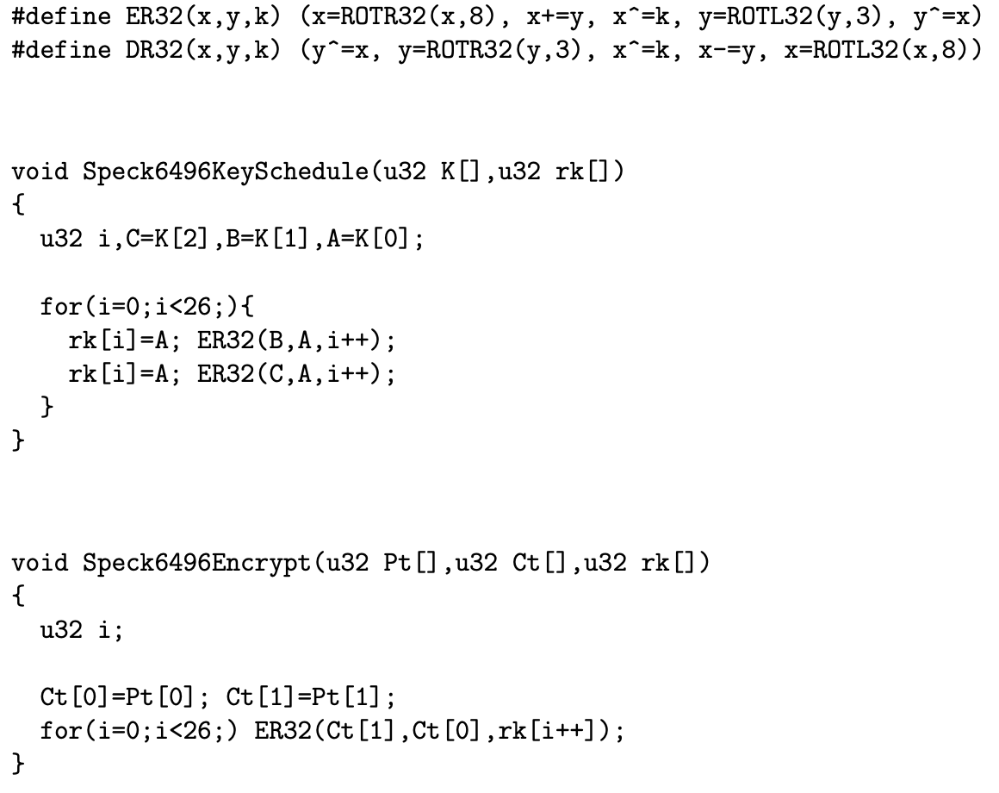 #define ER32(x,y,k) (x=ROTR32(x,8), x+=y, x^=k, y=ROTL32(y,3), y^=x)
#define DR32(x,y,k) (y^=x, y=ROTR32(y,3), x^=k, x-=y, x=ROTL32(x,8))
void Speck6496KeySchedule(u32 K[],u32 rk[])
{
  u32 i,C=K[2],B=K[1],A=K[0];
  for(i=0;i<26;){
    rk[i]=A; ER32(B,A,i++);
    rk[i]=A; ER32(C,A,i++);
  }
}
void Speck6496Encrypt(u32 Pt[],u32 Ct[],u32 rk[])
{
  u32 i;
  Ct[0]=Pt[0]; Ct[1]=Pt[1];
  for(i=0;i<26;) ER32(Ct[1],Ct[0],rk[i++]);
}